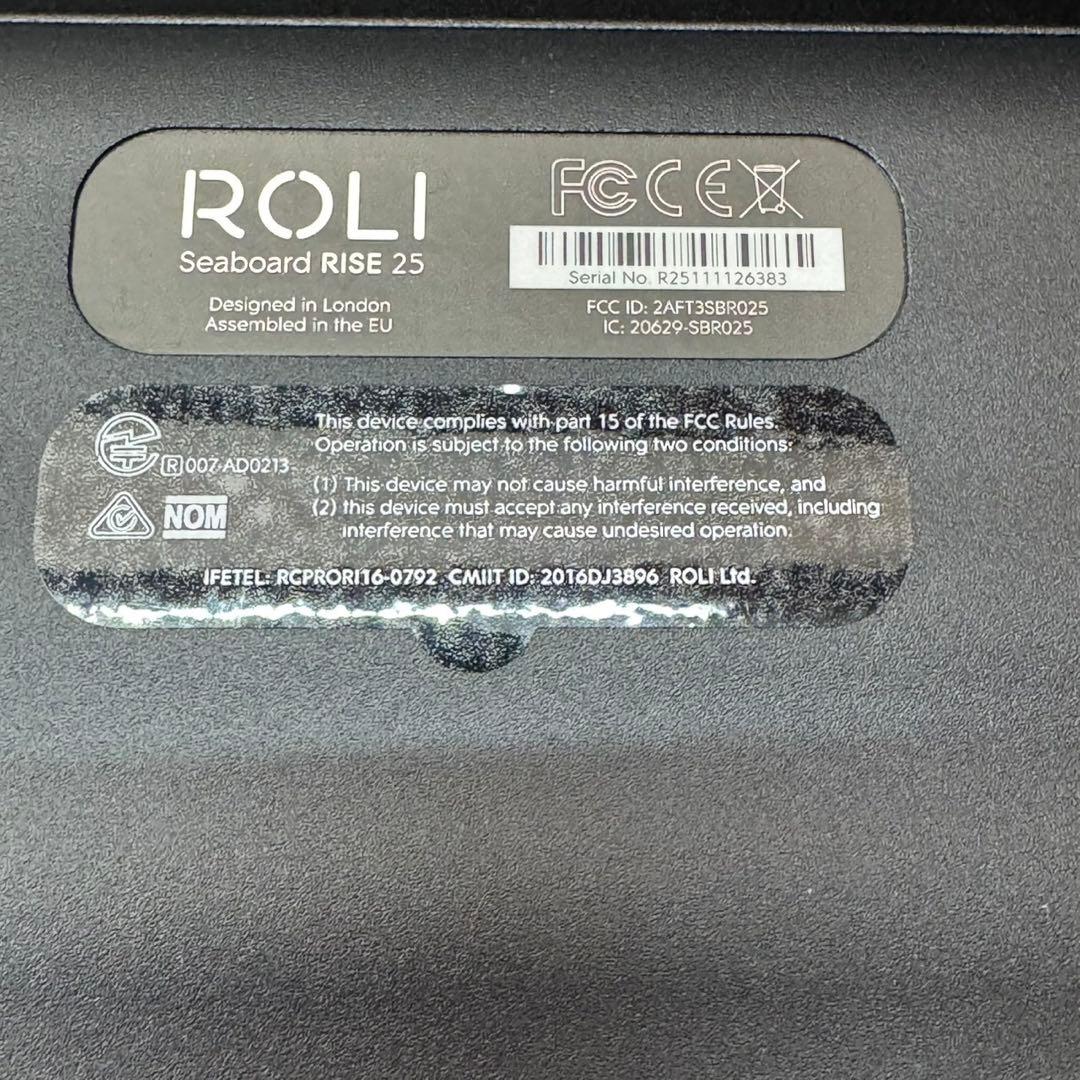 ROLI
Seaboard RISE 25
Designed in London
Assembled in the EU
FC CE
Serial No. R25111126383
FCC ID: 2AFT3SBR025
IC: 20629-SBR025
R 007-AD0213
NOM
This device complies with part 15 of the FCC Rules.
Operation is subject to the following two conditions:
(1) This device may not cause harmful interference, and
(2) this device must accept any interference received, including
interference that may cause undesired operation.
IFETEL: RCPRORI16-0792 CMIIT ID: 2016DJ3896 ROLI Ltd.